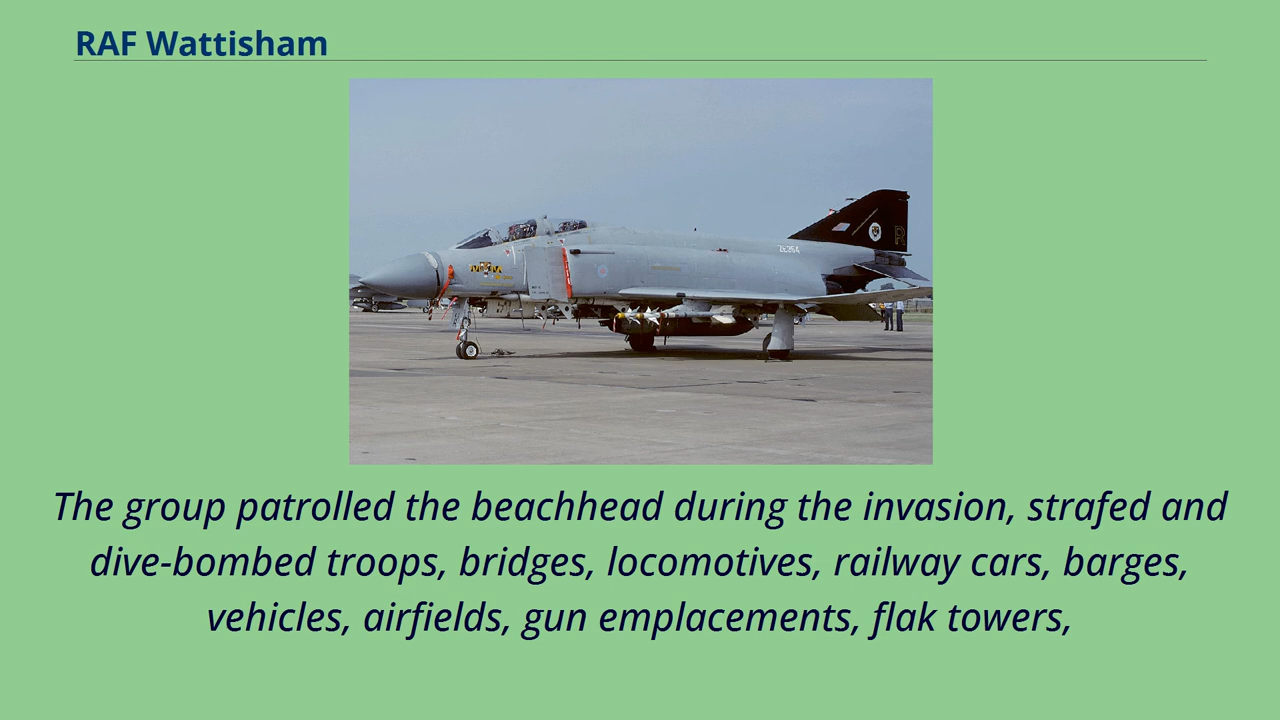 RAF Wattisham
R
The group patrolled the beachhead during the invasion, strafed and
dive-bombed troops, bridges, locomotives, railway cars, barges,
vehicles, airfields, gun emplacements, flak towers,